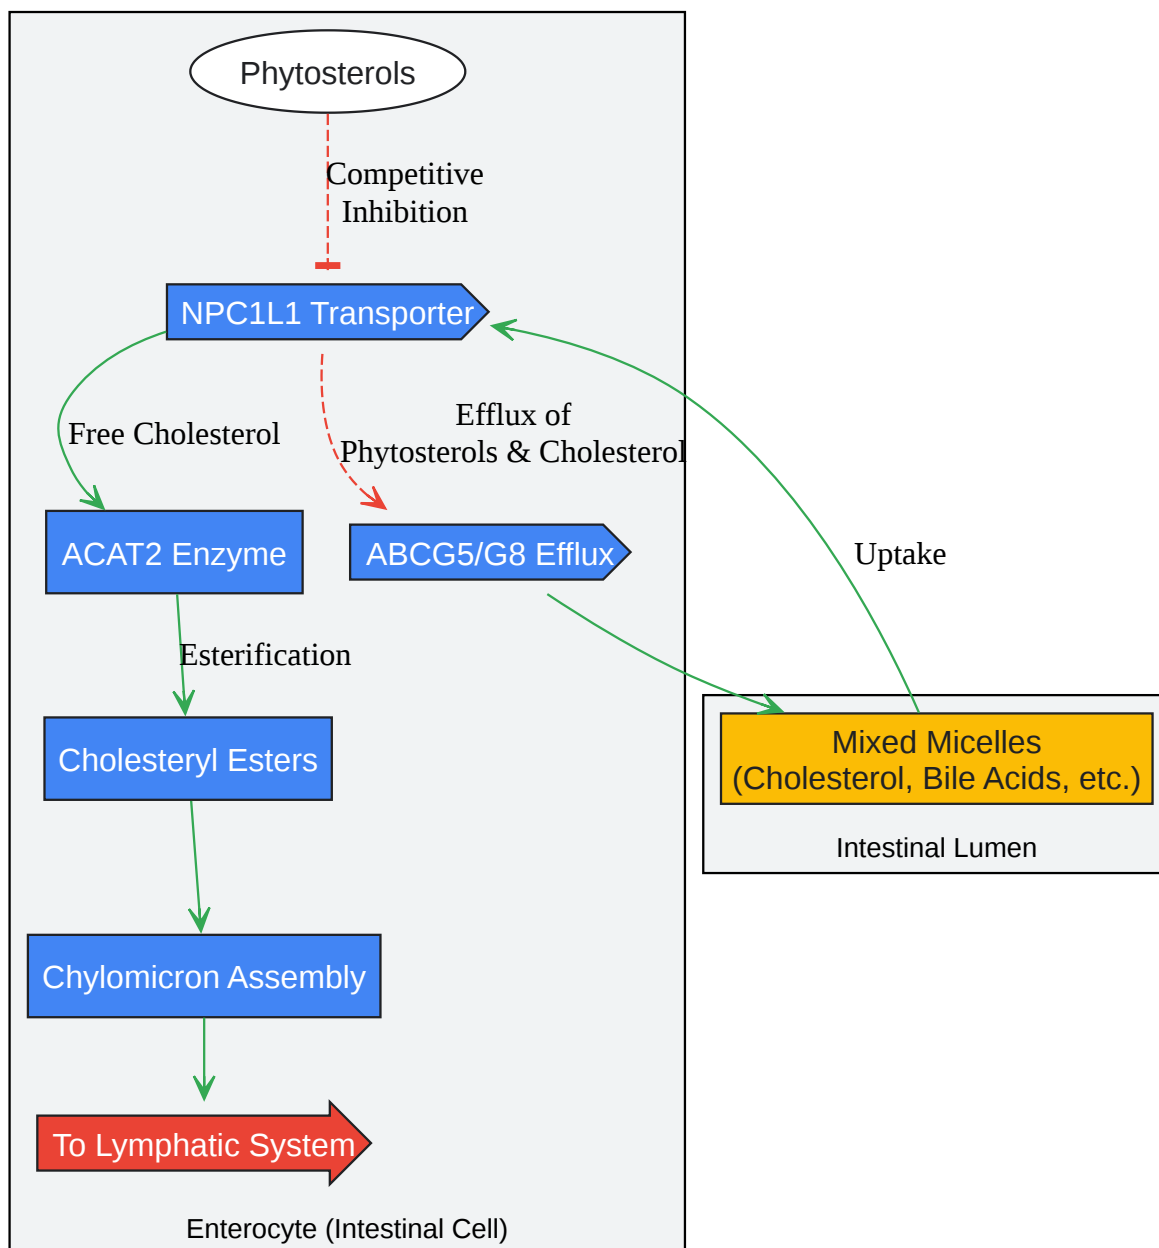 Phytosterols
Competitive
Inhibition
NPC1L1 Transporter
Free Cholesterol
Efflux of
Phytosterols & Cholesterol
ACAT2 Enzyme
ABCG5/G8 Efflux
Uptake
Esterification
Cholesteryl Esters
Mixed Micelles
(Cholesterol, Bile Acids, etc.)
Intestinal Lumen
Chylomicron Assembly
To Lymphatic System
Enterocyte (Intestinal Cell)